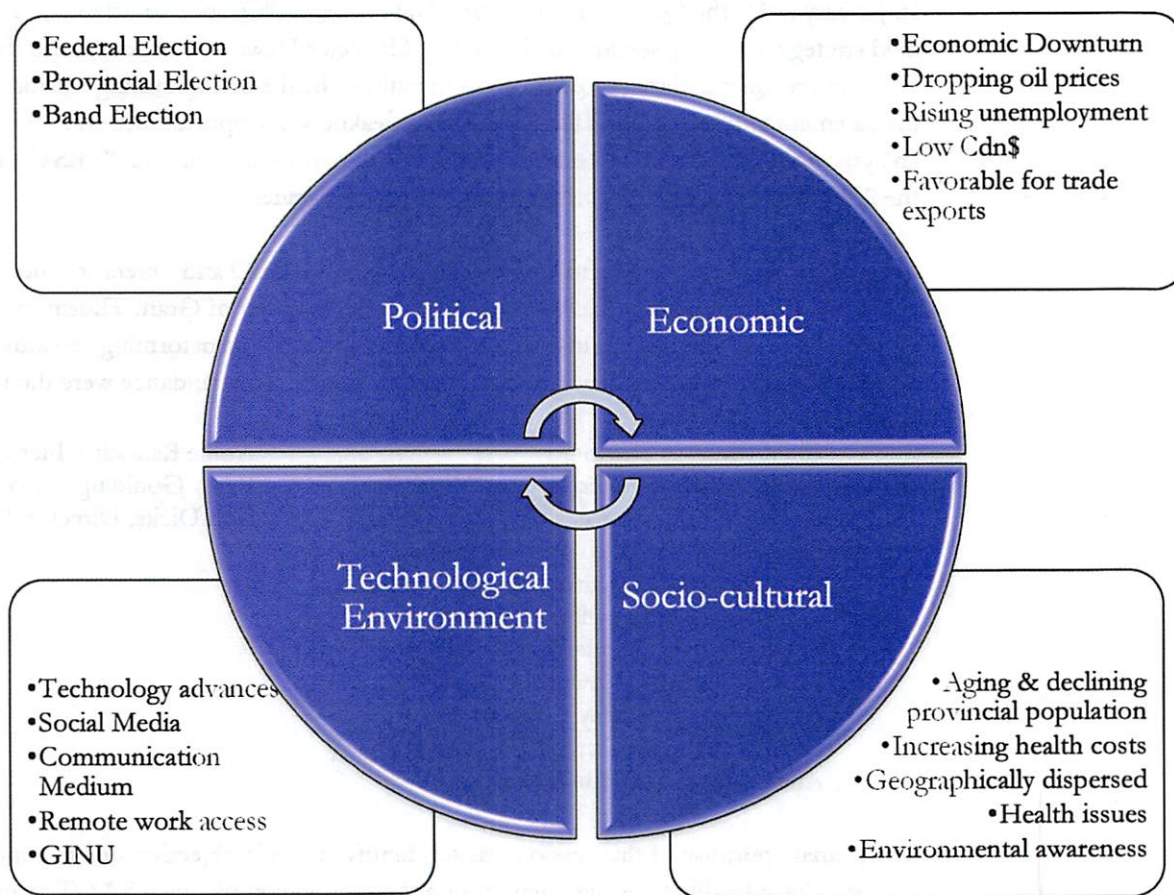 •Federal Election
•Provincial Election
•Band Election
•Economic Downturn
•Dropping oil prices
•Rising unemployment
•Low Cdn$
•Favorable for trade
exports
Political
Economic
Technological
Environment
Socio-cultural
•Technology advances
•Social Media
•Communication
Medium
•Remote work access
•GINU
•Aging & declining
provincial population
•Increasing health costs
•Geographically dispersed
•Health issues
•Environmental awareness